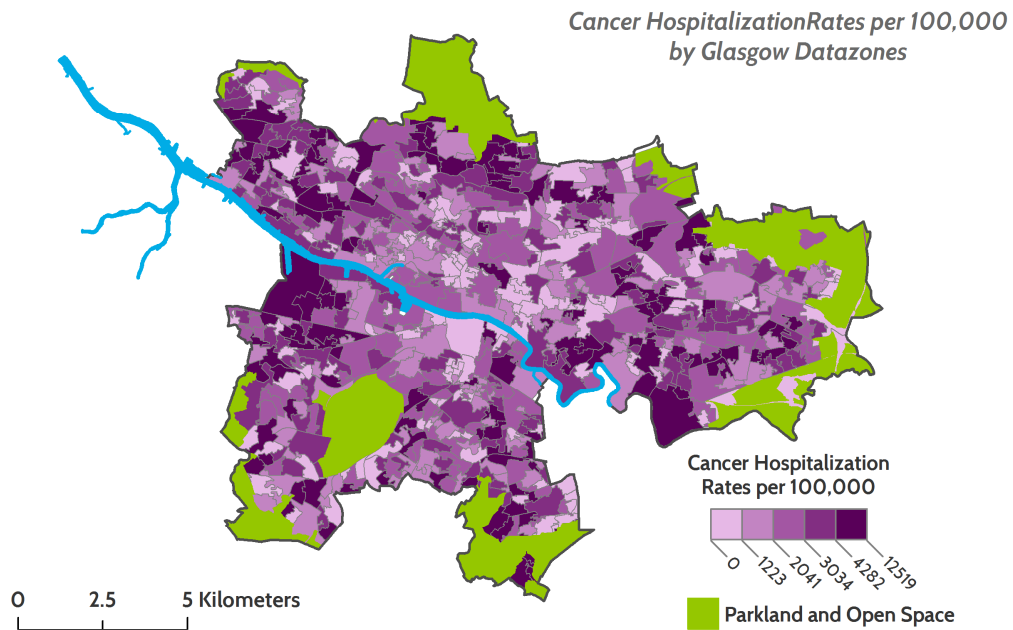 Cancer HospitalizationRates per 100,000
by Glasgow Datazones
Cancer Hospitalization
Rates per 100,000
0
1223
2041
3034
4282
12519
0 2.5 5 Kilometers
Parkland and Open Space